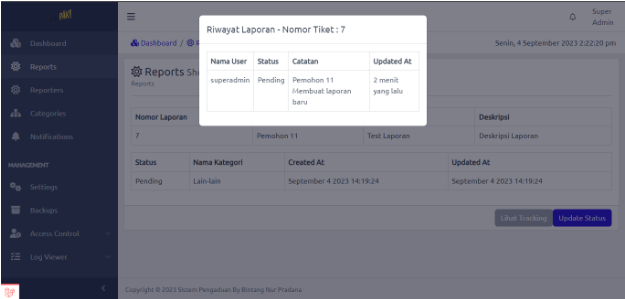 PAKI
Super Admin
Dashboard
Dashboard /
Senin, 4 September 2023 2:22:20 pm
Riwayat Laporan - Nomor Tiket : 7
Nama User Status Catatan Updated At
superadmin Pending Pemohon 11 2 menit
Membuat laporan yang lalu
baru
Reports
Reports
Reports
Reporters
Categories
Notifications
Nomor Laporan Deskripsi
7 Pemohon 11 Test Laporan Deskripsi Laporan
Status Nama Kategori Created At Updated At
Pending Lain-lain September 4 2023 14:19:24 September 4 2023 14:19:24
MANAGEMENT
Settings
Backups
Access Control
Log Viewer
Lihat Tracking Update Status
Copyright © 2023 Sistem Pengaduan By Bintang Nur Pradana